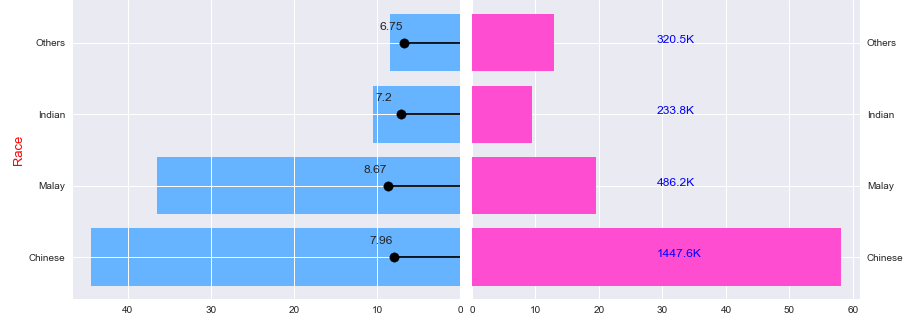 Race
Others
6.75
320.5K
Others
Indian
7.2
233.8K
Indian
Malay
8.67
486.2K
Malay
Chinese
7.96
1447.6K
Chinese
40 30 20 10 0
0 10 20 30 40 50 60